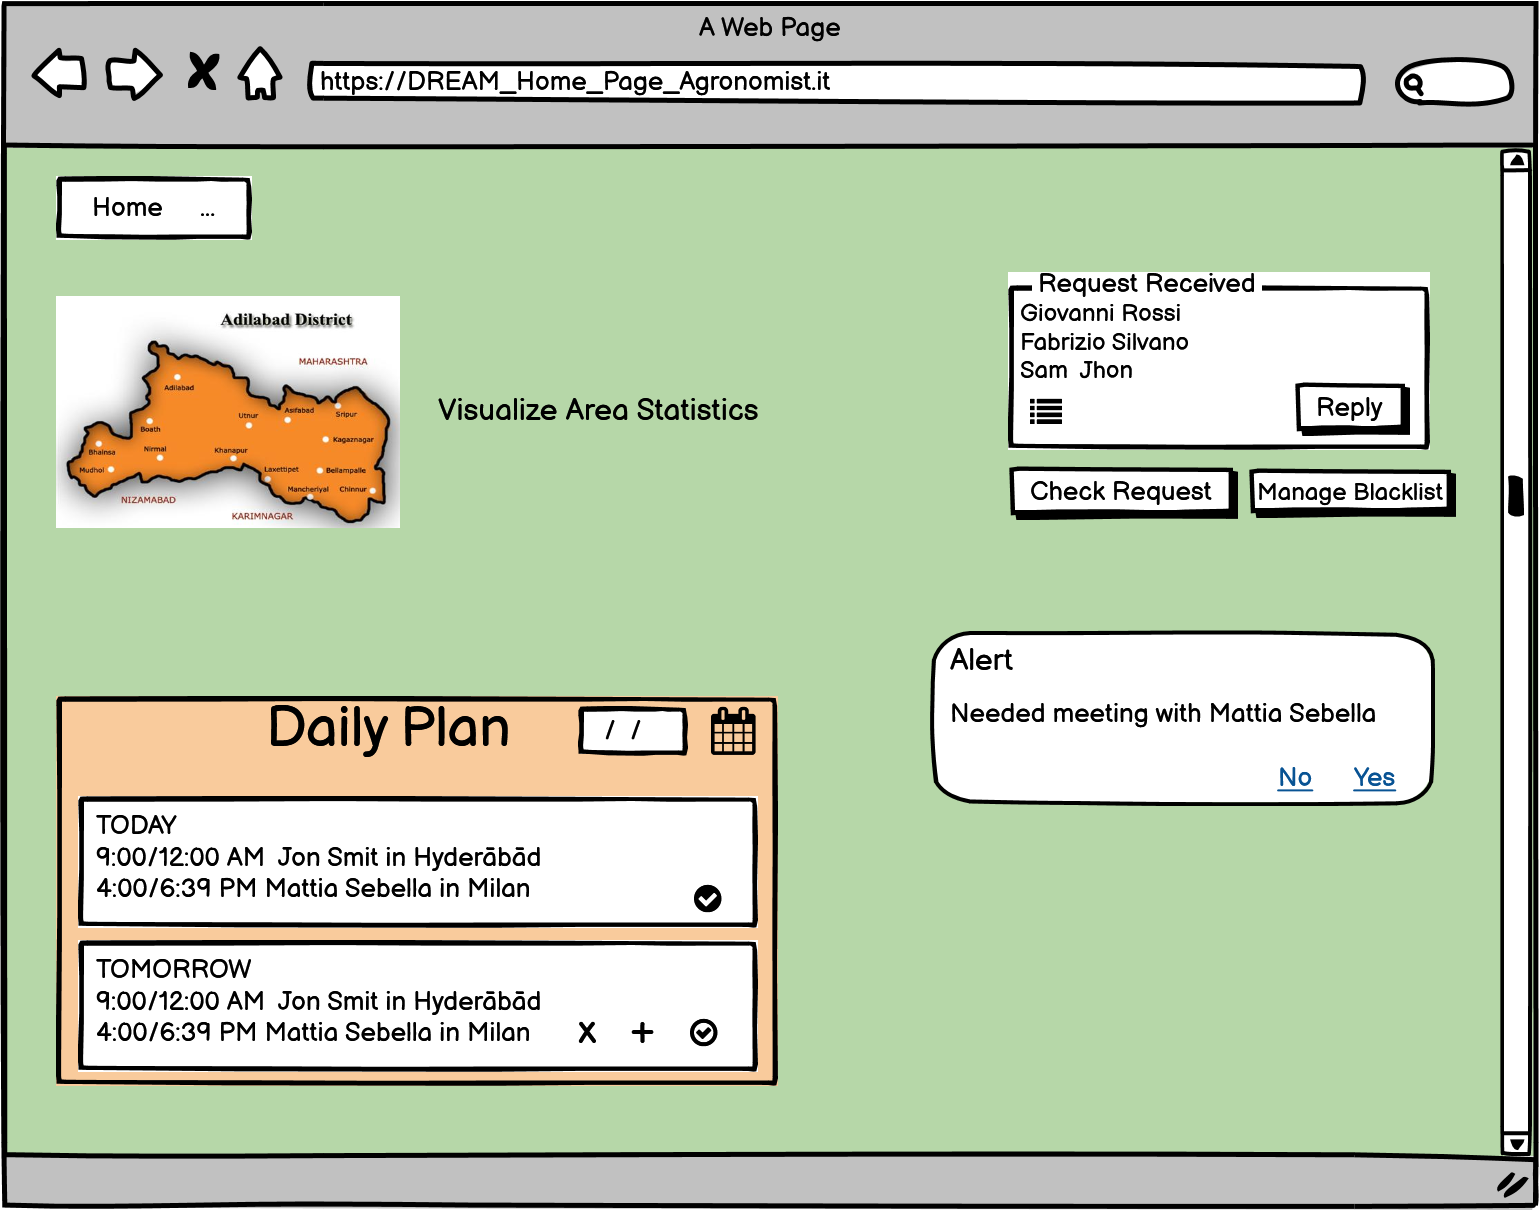 A Web Page
https://DREAM_Home_Page_Agronomist.it
Home ...
Adilabad District
MAHARASHTRA
Adilabad
Utnur
Asifabad
Sripur
Boath
Kagaznagar
Bhainsa
Nirmal
Khanapur
Mudhol
Laxettipet
Bellampalle
Mancheriyal
Chinnur
NIZAMABAD
KARIMNAGAR
Visualize Area Statistics
Request Received
Giovanni Rossi
Fabrizio Silvano
Sam Jhon
Reply
Check Request
Manage Blacklist
Alert
Needed meeting with Mattia Sebella
No Yes
Daily Plan
/ /
TODAY
9:00/12:00 AM Jon Smit in Hyderābād
4:00/6:39 PM Mattia Sebella in Milan
TOMORROW
9:00/12:00 AM Jon Smit in Hyderābād
4:00/6:39 PM Mattia Sebella in Milan X +